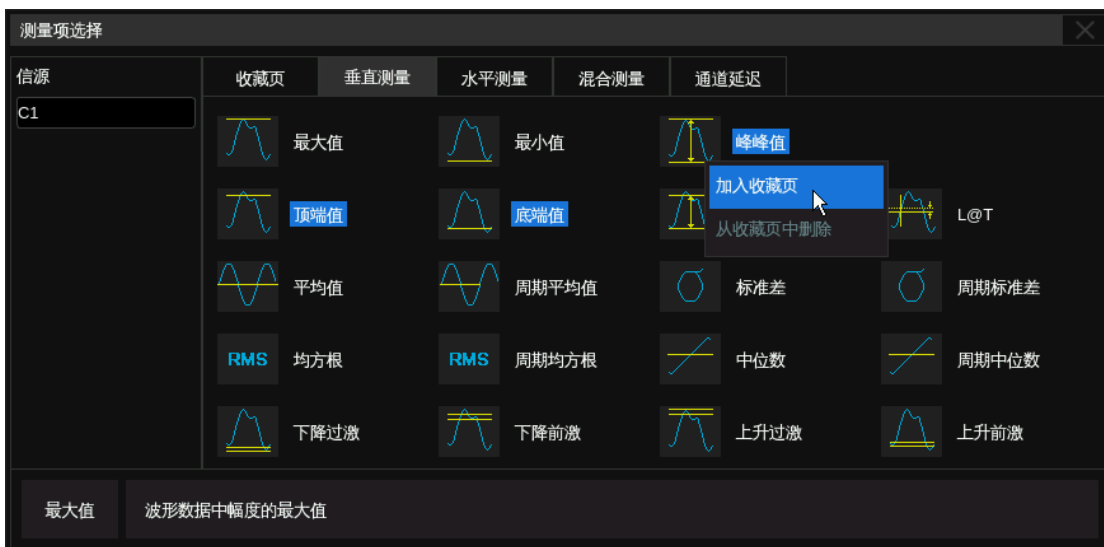 测量项选择
信源
C1
收藏页 垂直测量 水平测量 混合测量 通道延迟
最大值 最小值 峰峰值
加入收藏页
从收藏页中删除
顶端值 底端值 L@T
平均值 周期平均值 标准差 周期标准差
RMS 均方根 RMS 周期均方根 中位数 周期中位数
下降过激 下降前激 上升过激 上升前激
最大值 波形数据中幅度的最大值